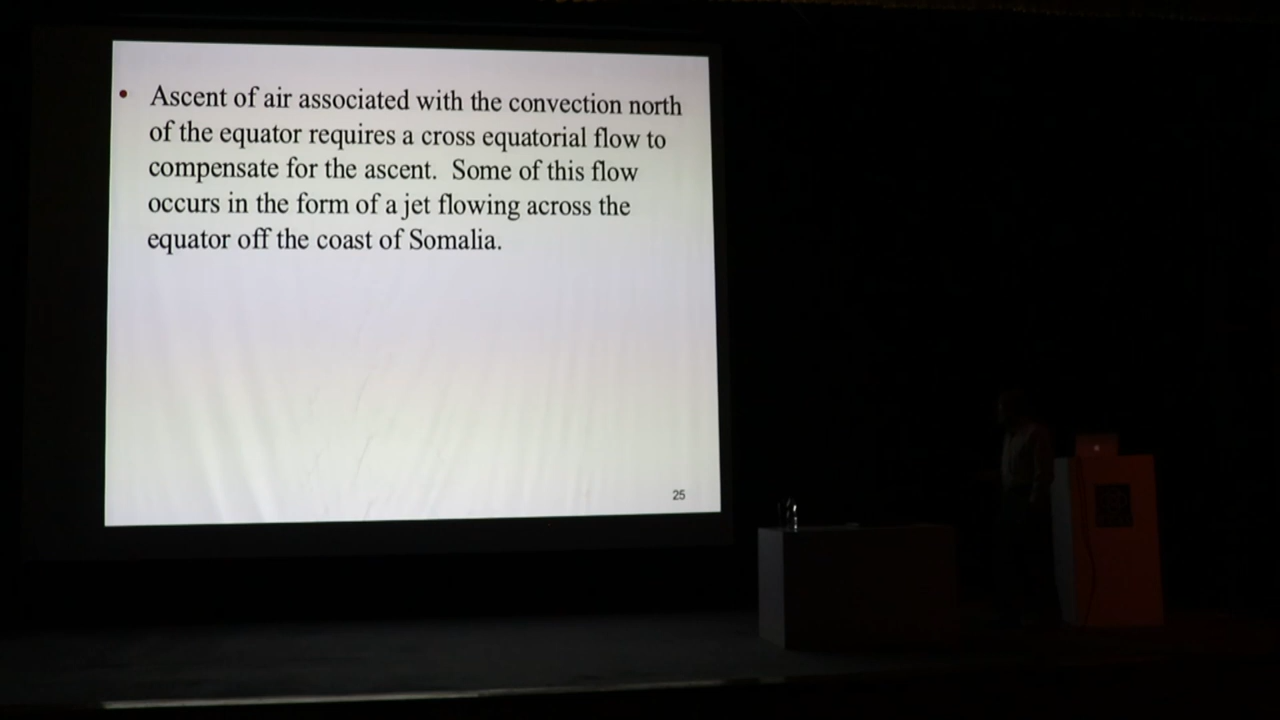 • Ascent of air associated with the convection north
of the equator requires a cross equatorial flow to
compensate for the ascent.  Some of this flow
occurs in the form of a jet flowing across the
equator off the coast of Somalia.
25